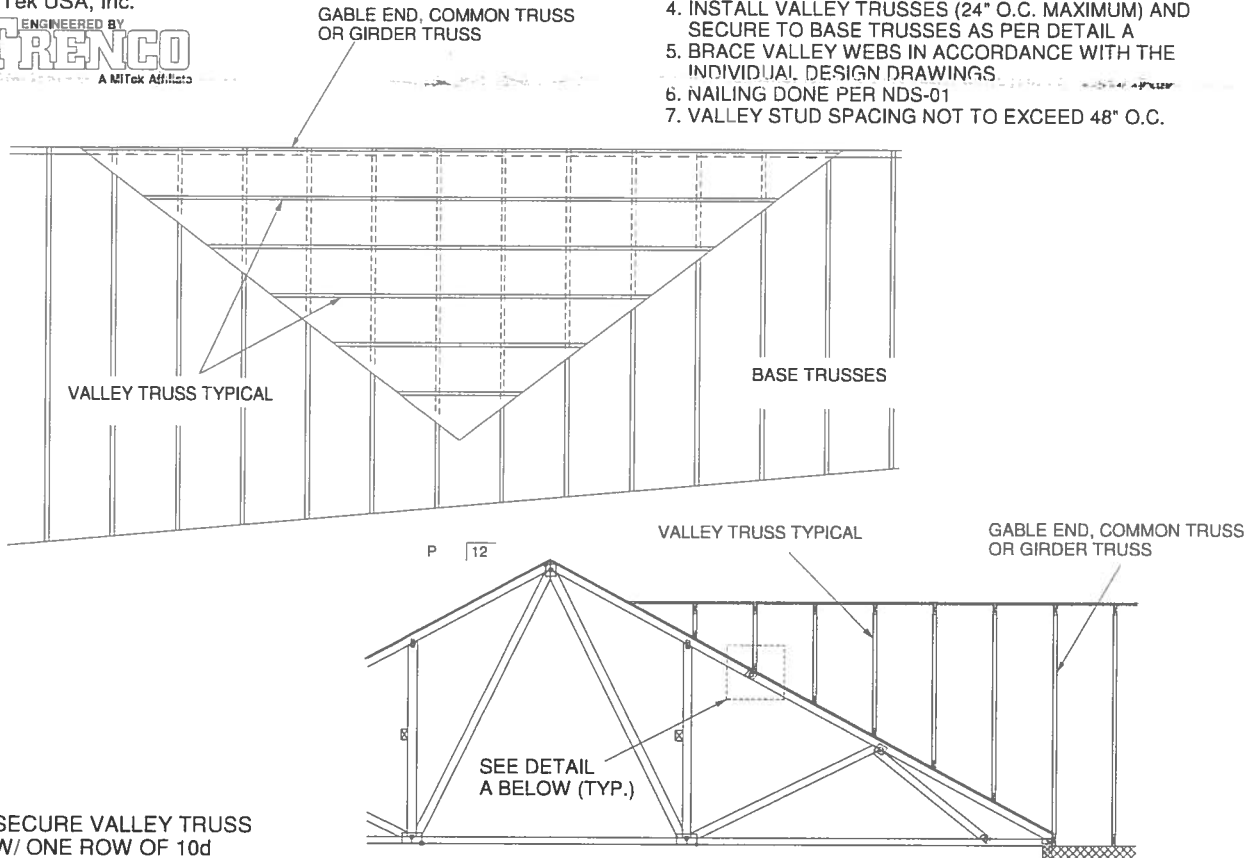 Tek USA, Inc.
ENGINEERED BY
TRENCO
A MiTek Affiliate
GABLE END, COMMON TRUSS
OR GIRDER TRUSS
4. INSTALL VALLEY TRUSSES (24" O.C. MAXIMUM) AND
SECURE TO BASE TRUSSES AS PER DETAIL A
5. BRACE VALLEY WEBS IN ACCORDANCE WITH THE
INDIVIDUAL DESIGN DRAWINGS
6. NAILING DONE PER NDS-01
7. VALLEY STUD SPACING NOT TO EXCEED 48" O.C.
VALLEY TRUSS TYPICAL
BASE TRUSSES
P 12
VALLEY TRUSS TYPICAL
GABLE END, COMMON TRUSS
OR GIRDER TRUSS
SEE DETAIL
A BELOW (TYP.)
SECURE VALLEY TRUSS
W/ ONE ROW OF 10d